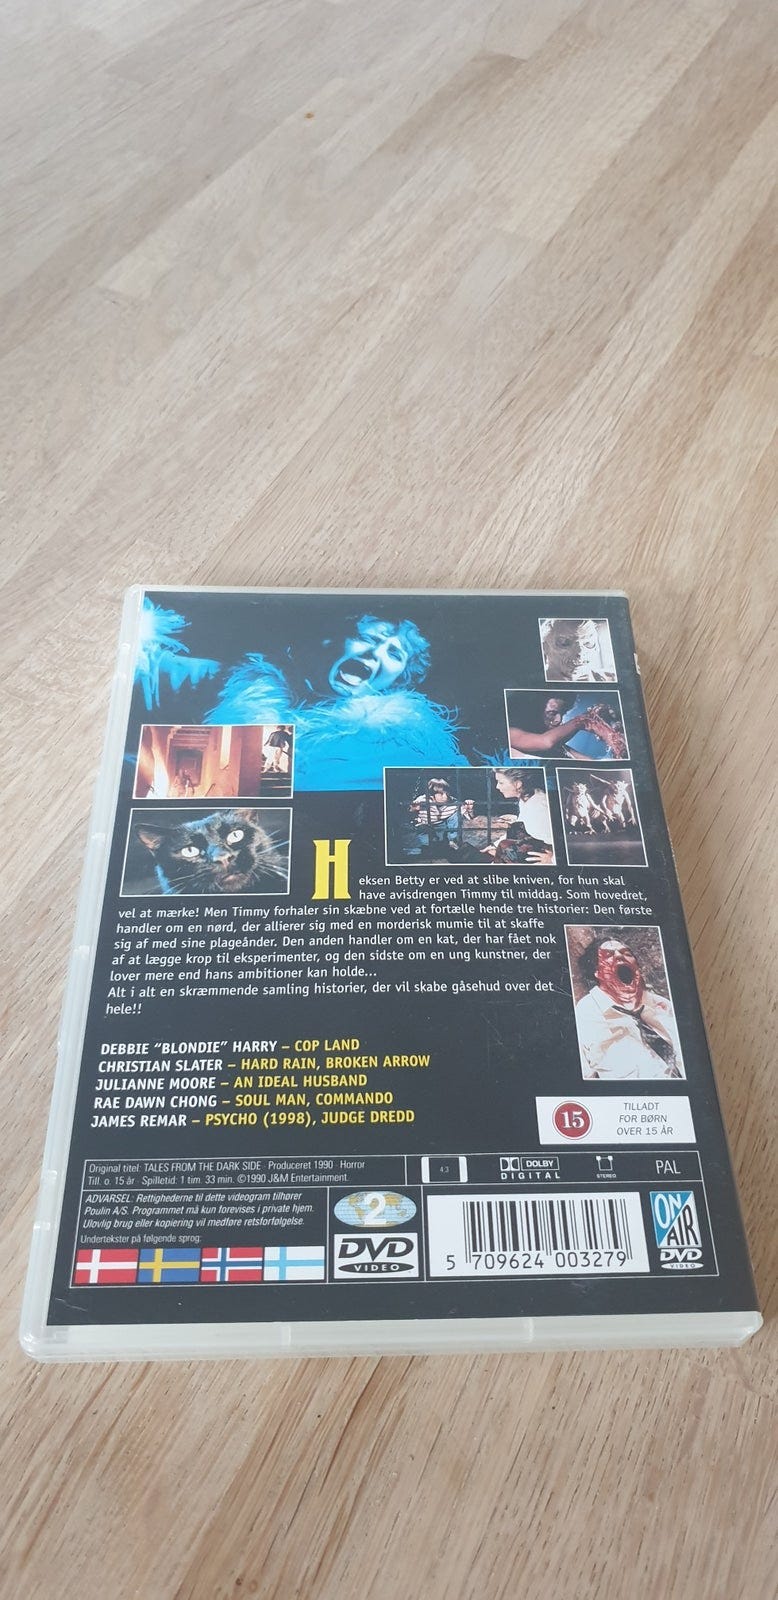 Heksen Betty er ved at slibe kniven, for hun skal
have avisdrengen Timmy til middag. Som hovedret,
vel at mærke! Men Timmy forhaler sin skæbne ved at fortælle hende tre historier: Den første
handler om en nørd, der allierer sig med en morderisk mumie til at skaffe
sig af med sine plageånder. Den anden handler om en kat, der har fået nok
af at lægge krop til eksperimenter, og den sidste om en ung kunstner, der
lover mere end hans ambitioner kan holde...
Alt i alt en skræmmende samling historier, der vil skabe gåsehud over det
hele!!
DEBBIE "BLONDIE" HARRY – COP LAND
CHRISTIAN SLATER – HARD RAIN, BROKEN ARROW
JULIANNE MOORE – AN IDEAL HUSBAND
RAE DAWN CHONG – SOUL MAN, COMMANDO
JAMES REMAR – PSYCHO (1998), JUDGE DREDD
15
TILLADT
FOR BØRN
OVER 15 ÅR
Original titel: TALES FROM THE DARK SIDE · Produceret 1990 · Horror
Till. o. 15 år · Spilletid: 1 tim. 33 min. ©1990 J&M Entertainment.
4:3
DOLBY
DIGITAL
STEREO
PAL
ADVARSEL: Rettighederne til dette videogram tilhører
Poulin A/S. Programmet må kun forevises i private hjem.
Ulovlig brug eller kopiering vil medføre retsforfølgelse.
Undertekster på følgende sprog:
2
DVD
VIDEO
5 709624 003279
ON
AIR
DVD
VIDEO